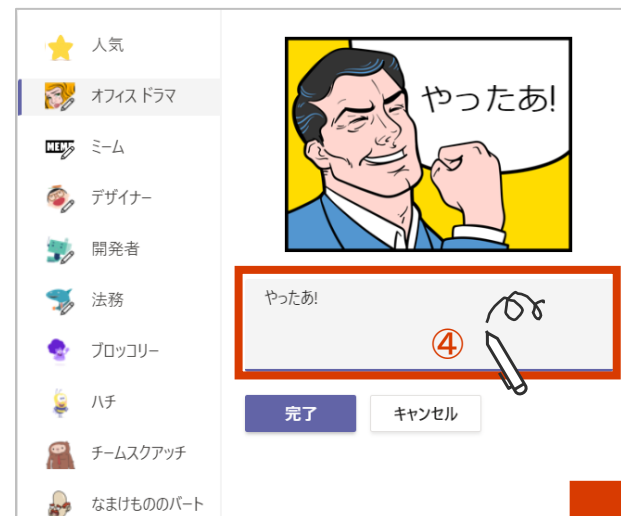 人気
オフィス ドラマ
ミーム
デザイナー
開発者
法務
ブロッコリー
ハチ
チームスクアッチ
なまけもののバート
MEME
やったあ!
やったあ!
④
完了
キャンセル